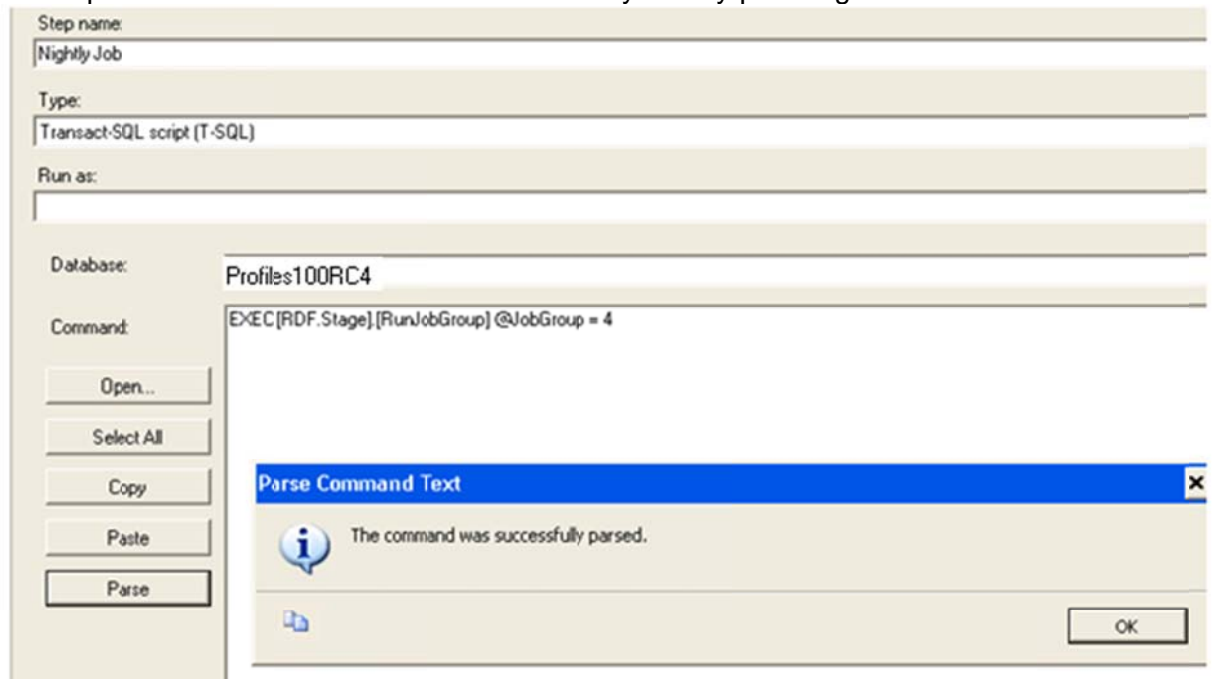 Step name:
Nightly Job
Type:
Transact-SQL script (T-SQL)
Run as:
Database:
Profiles100RC4
Command:
EXEC[RDF.Stage].[RunJobGroup] @JobGroup = 4
Open...
Select All
Copy
Paste
Parse
Parse Command Text
The command was successfully parsed.
OK